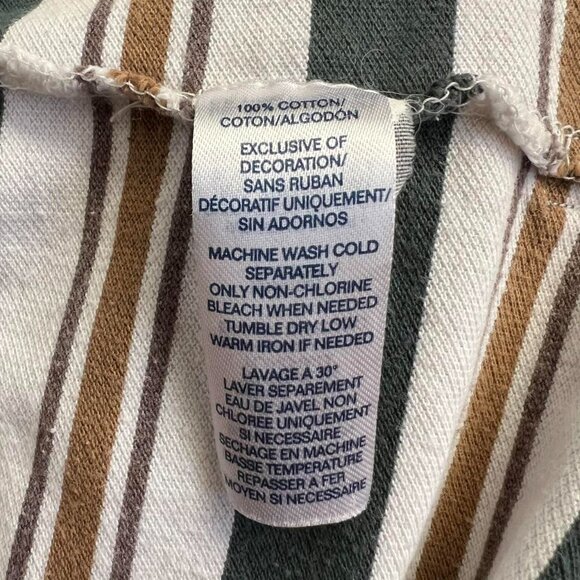 100% COTTON/
COTON/ALGODÓN
EXCLUSIVE OF
DECORATION/
SANS RUBAN
DÉCORATIF UNIQUEMENT/
SIN ADORNOS
MACHINE WASH COLD
SEPARATELY
ONLY NON-CHLORINE
BLEACH WHEN NEEDED
TUMBLE DRY LOW
WARM IRON IF NEEDED
LAVAGE A 30°
LAVER SEPAREMENT
EAU DE JAVEL NON
CHLOREE UNIQUEMENT
SI NECESSAIRE
SECHAGE EN MACHINE
BASSE TEMPERATURE
REPASSER A FER
MOYEN SI NECESSAIRE